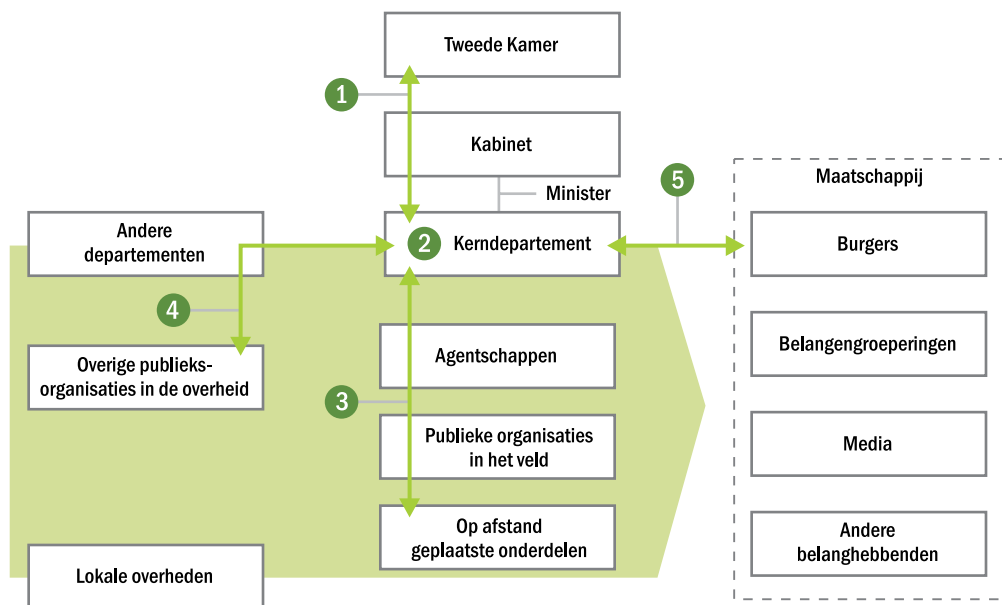 Tweede Kamer
1
Kabinet
Minister
Maatschappij
5
Andere
departementen
2 Kerndepartement
Burgers
4
Agentschappen
Belangengroeperingen
Overige publieks-
organisaties in de overheid
3
Publieke organisaties
in het veld
Media
Op afstand
geplaatste onderdelen
Andere
belanghebbenden
Lokale overheden